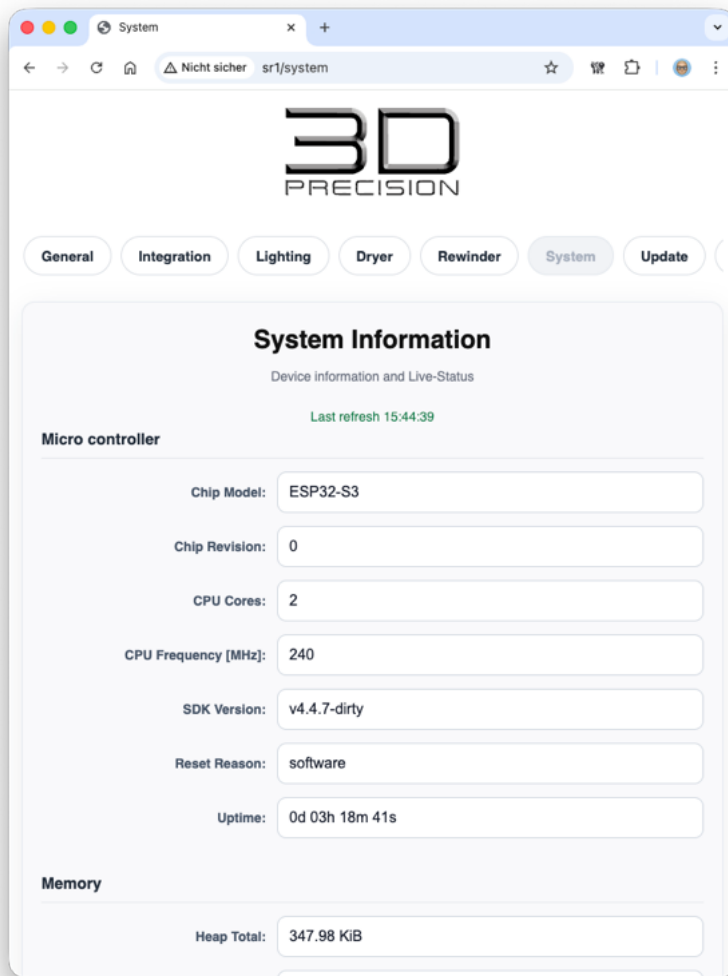 System
Nicht sicher sr1/system
3D
PRECISION
General Integration Lighting Dryer Rewinder System Update
System Information
Device information and Live-Status
Last refresh 15:44:39
Micro controller
Chip Model: ESP32-S3
Chip Revision: 0
CPU Cores: 2
CPU Frequency [MHz]: 240
SDK Version: v4.4.7-dirty
Reset Reason: software
Uptime: 0d 03h 18m 41s
Memory
Heap Total: 347.98 KiB